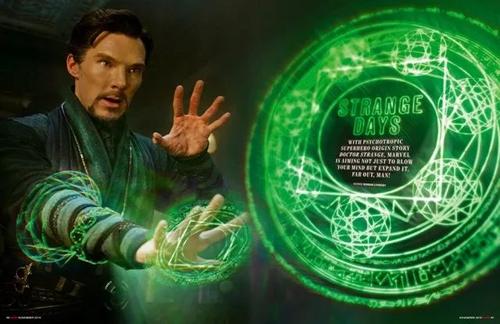 STRANGE
DAYS
WITH PSYCHOTROPIC
SUPERHERO ORIGIN STORY
DOCTOR STRANGE, MARVEL
IS AIMING NOT JUST TO BLOW
YOUR MIND BUT EXPAND IT.
FAR OUT, MAN!